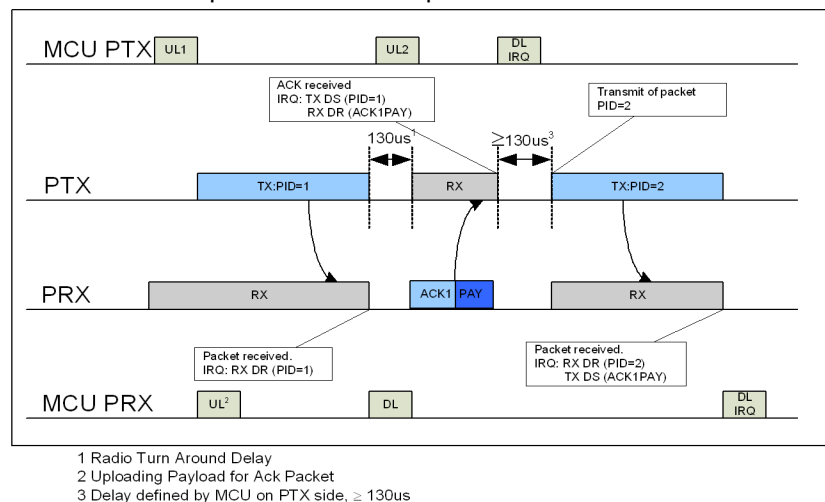 MCU PTX
UL1
UL2
DL
IRQ
ACK received
IRQ: TX DS (PID=1)
RX DR (ACK1PAY)
Transmit of packet
PID=2
130us1
≥130us3
PTX
TX:PID=1
RX
TX:PID=2
PRX
RX
ACK1
PAY
RX
Packet received.
IRQ: RX DR (PID=1)
Packet received.
IRQ: RX DR (PID=2)
TX DS (ACK1PAY)
MCU PRX
UL2
DL
DL
IRQ
1 Radio Turn Around Delay
2 Uploading Payload for Ack Packet
3 Delay defined by MCU on PTX side, ≥ 130us